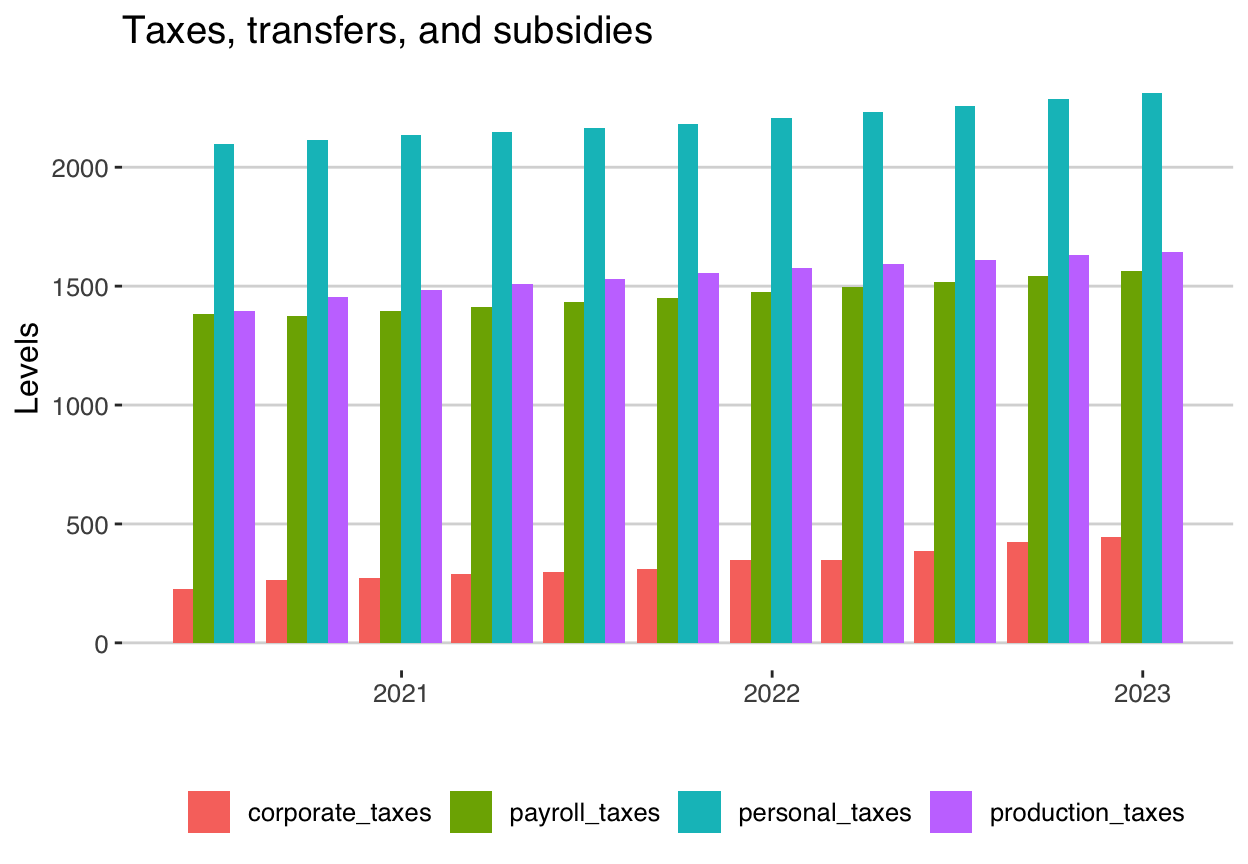 Taxes, transfers, and subsidies
Levels
2000
1500
1000
500
0
2021 2022 2023
corporate_taxes payroll_taxes personal_taxes production_taxes